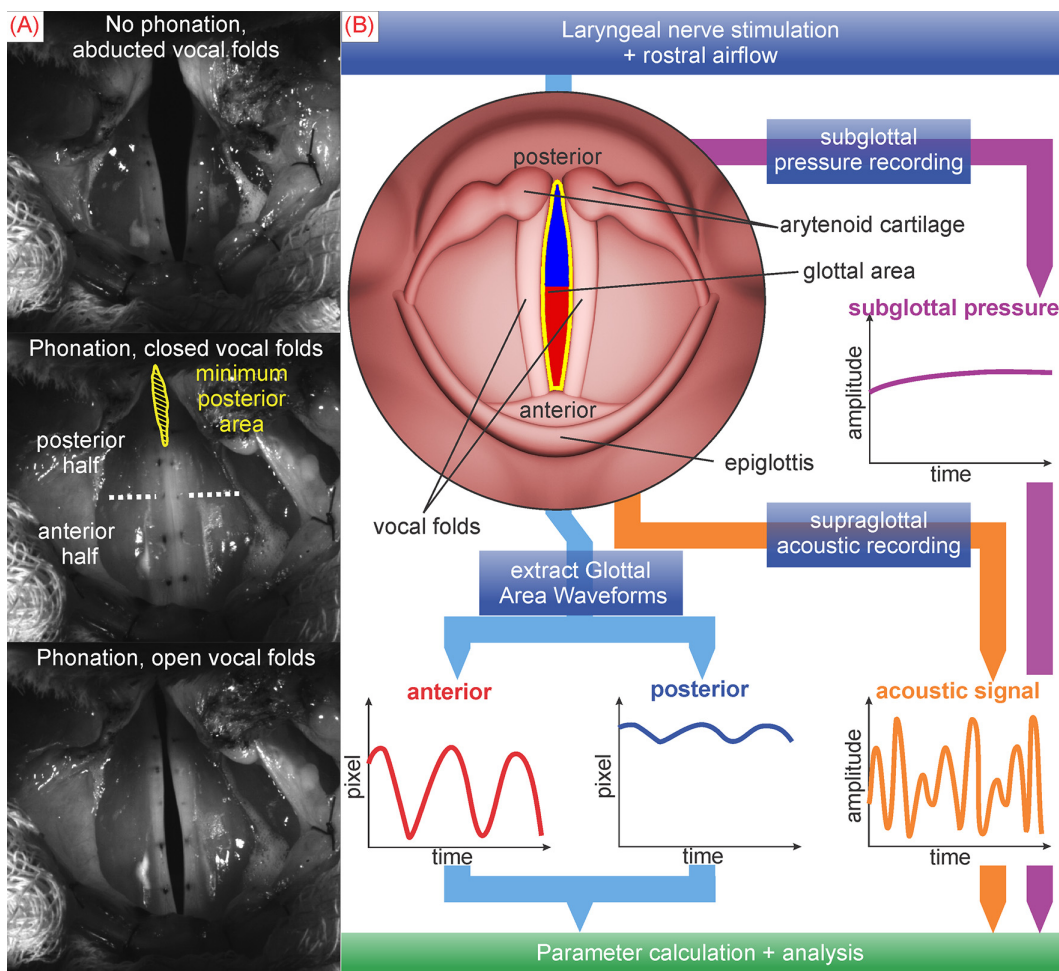 (A)
No phonation,
abducted vocal folds
Phonation, closed vocal folds
minimum
posterior
area
posterior
half
anterior
half
Phonation, open vocal folds
(B)
Laryngeal nerve stimulation
+ rostral airflow
subglottal
pressure recording
posterior
arytenoid cartilage
glottal area
anterior
epiglottis
vocal folds
subglottal pressure
amplitude
time
supraglottal
acoustic recording
extract Glottal
Area Waveforms
anterior
pixel
time
posterior
pixel
time
acoustic signal
amplitude
time
Parameter calculation + analysis